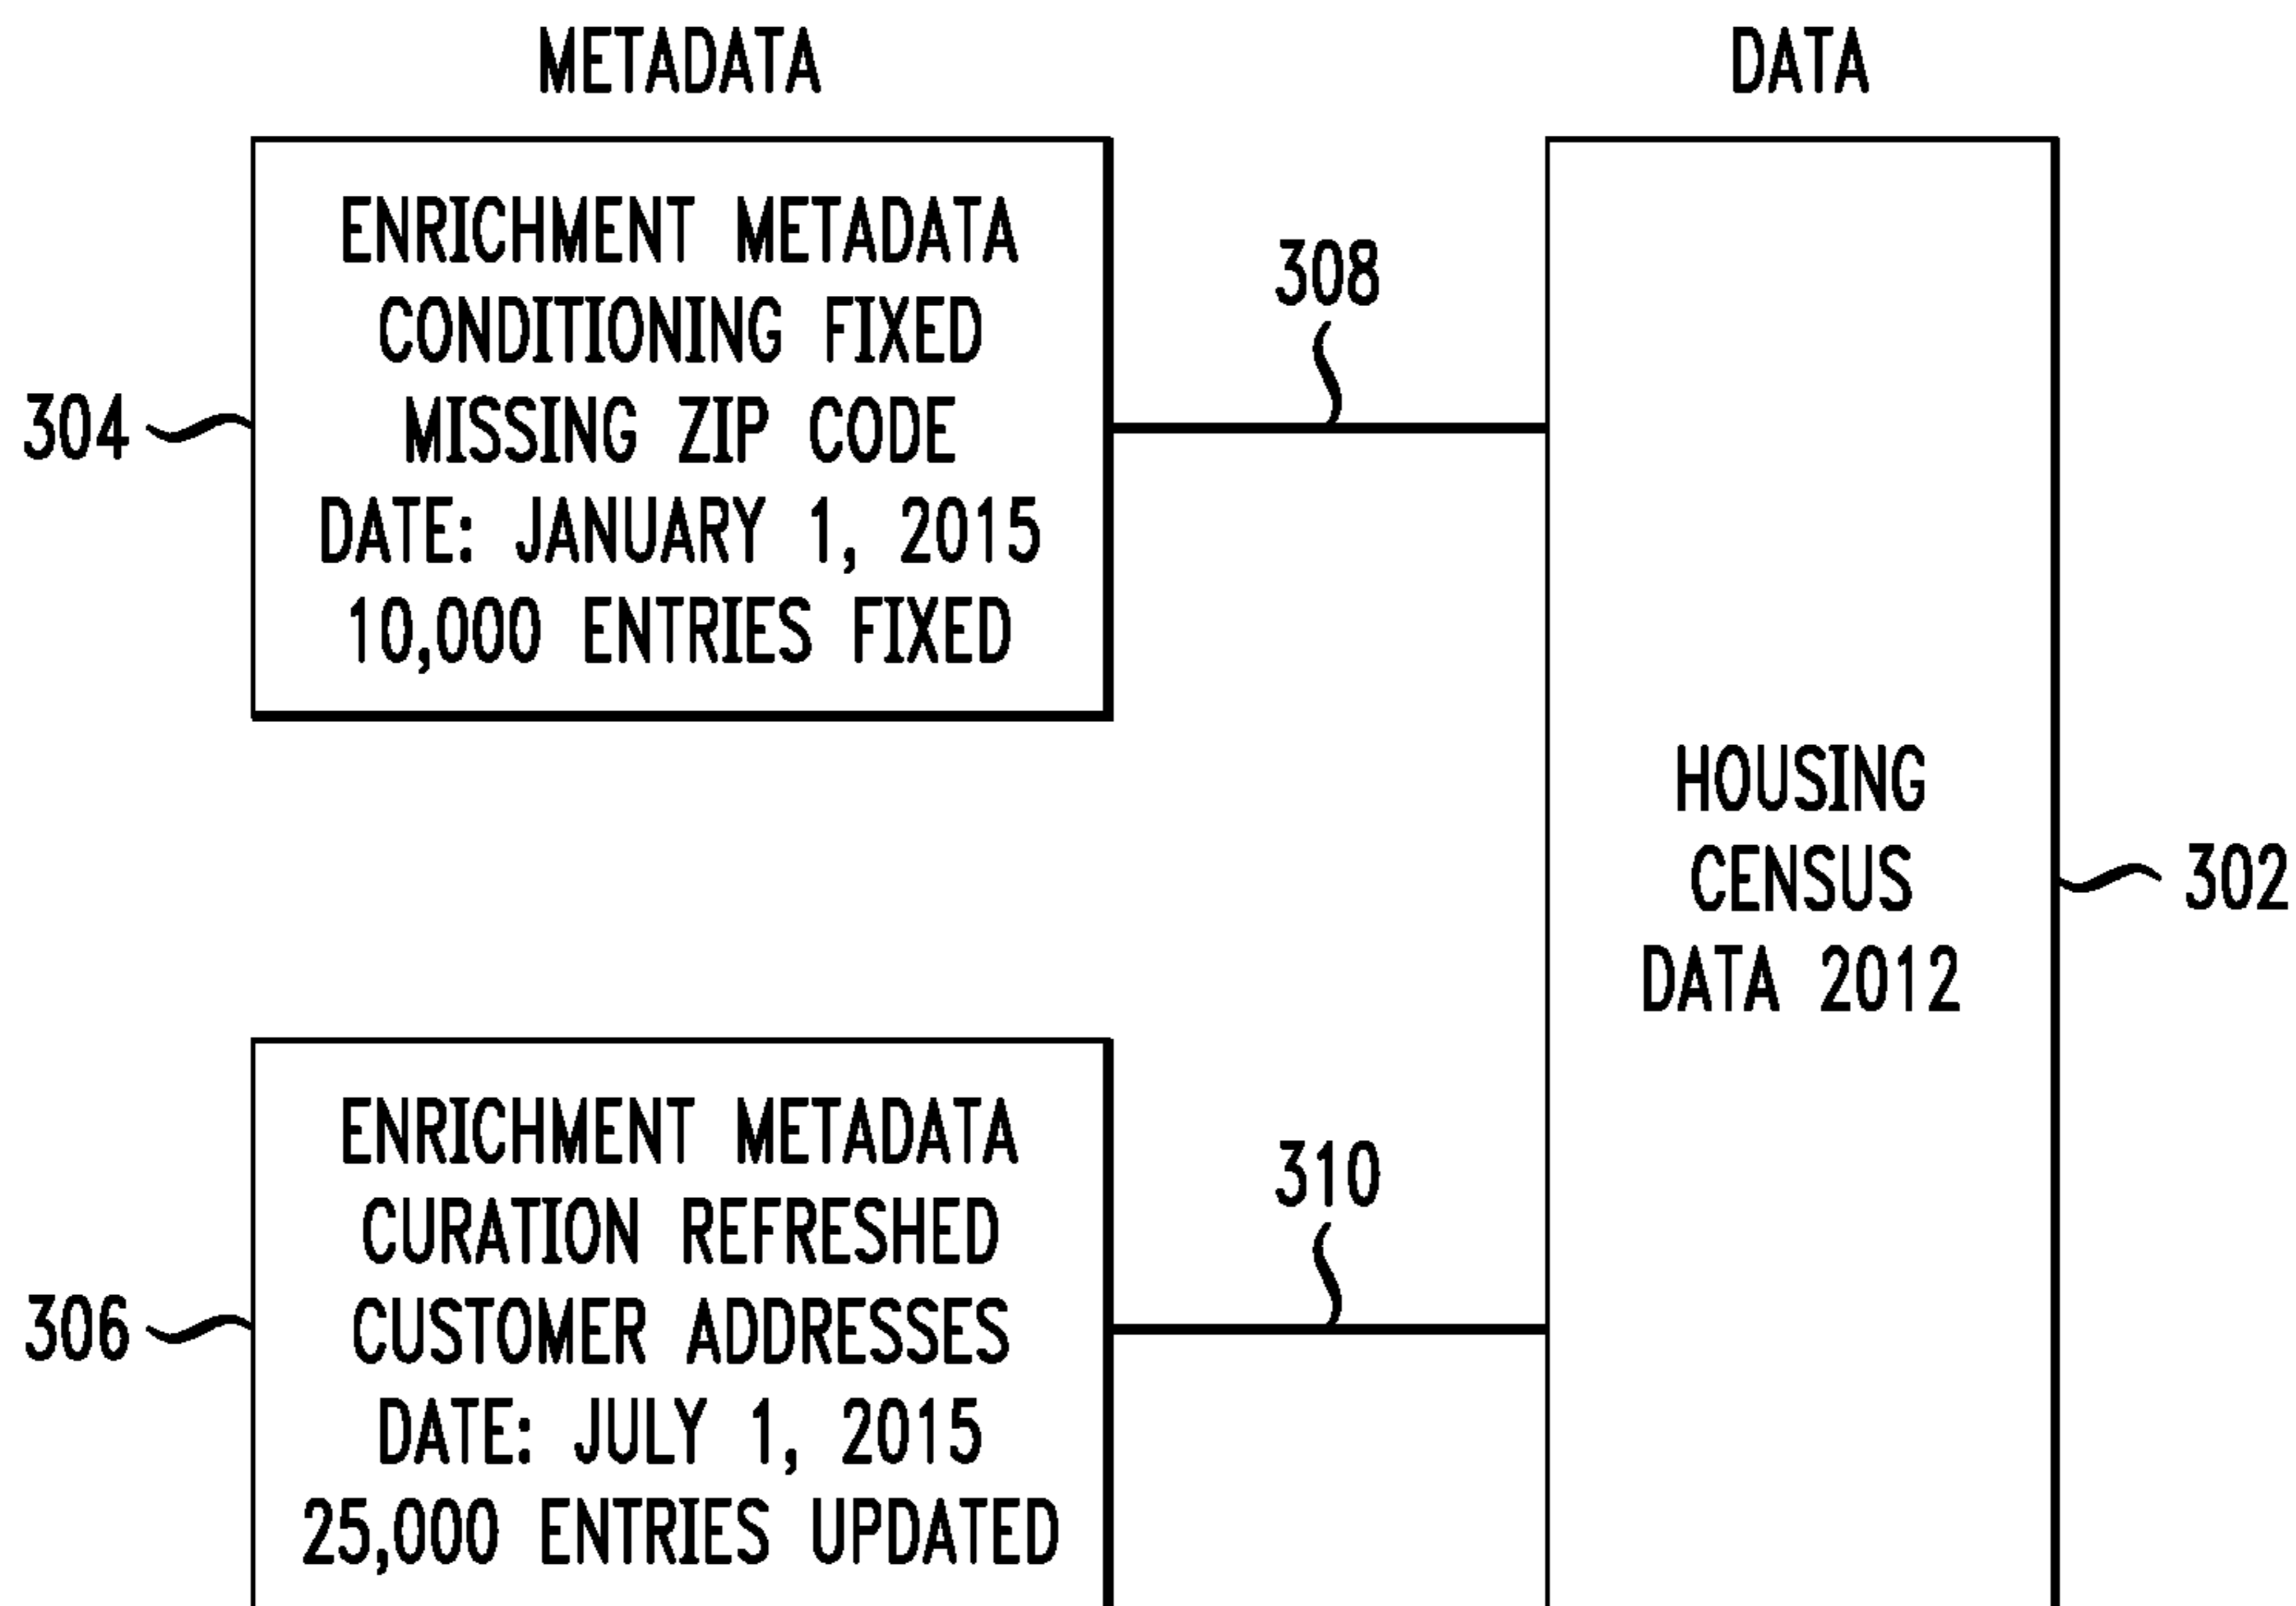 METADATA
DATA
ENRICHMENT METADATA
CONDITIONING FIXED
MISSING ZIP CODE
DATE: JANUARY 1, 2015
10,000 ENTRIES FIXED
304
308
HOUSING
CENSUS
DATA 2012
302
ENRICHMENT METADATA
CURATION REFRESHED
CUSTOMER ADDRESSES
DATE: JULY 1, 2015
25,000 ENTRIES UPDATED
306
310